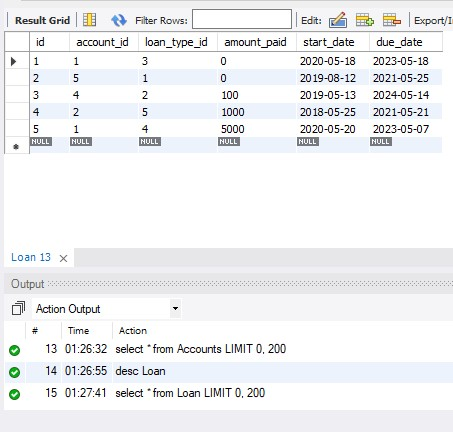 Result Grid Filter Rows: Edit: Export/I
id account_id loan_type_id amount_paid start_date due_date
1 1 3 0 2020-05-18 2023-05-18
2 5 1 0 2019-08-12 2021-05-25
3 4 2 100 2019-05-13 2024-05-14
4 2 5 1000 2018-05-25 2021-05-21
5 1 4 5000 2020-05-20 2023-05-07
NULL NULL NULL NULL NULL NULL
Loan 13
Output
Action Output
# Time Action
13 01:26:32 select * from Accounts LIMIT 0, 200
14 01:26:55 desc Loan
15 01:27:41 select * from Loan LIMIT 0, 200